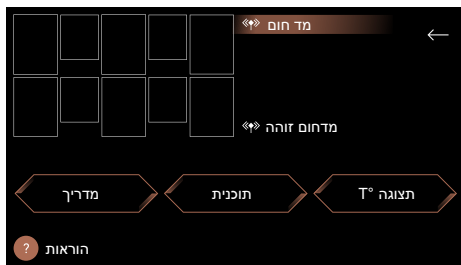 מד חום
מדחום זוהה
תצוגה T°
תוכנית
מדריך
? הוראות